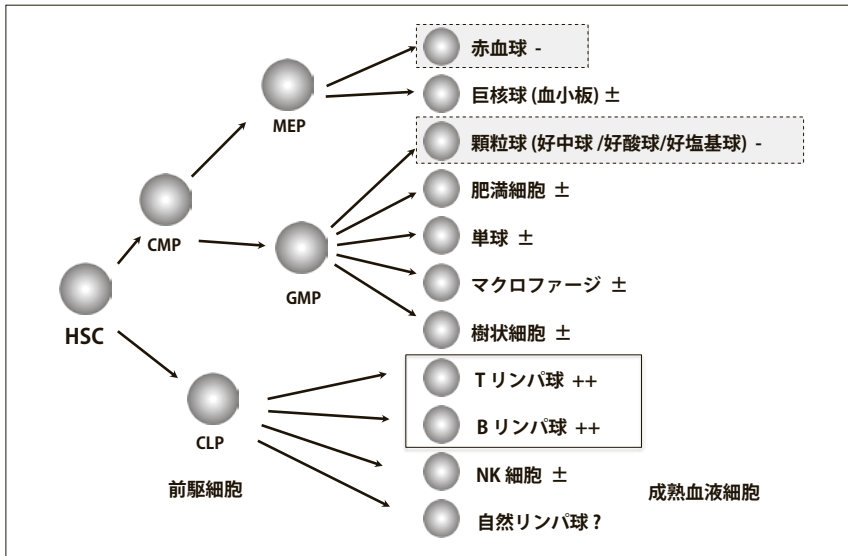 赤血球 -
巨核球 (血小板) ±
MEP
顆粒球 (好中球 /好酸球/好塩基球) -
肥満細胞 ±
CMP
単球 ±
GMP
マクロファージ ±
HSC
樹状細胞 ±
T リンパ球 ++
B リンパ球 ++
CLP
NK 細胞 ±
前駆細胞
成熟血液細胞
自然リンパ球 ?